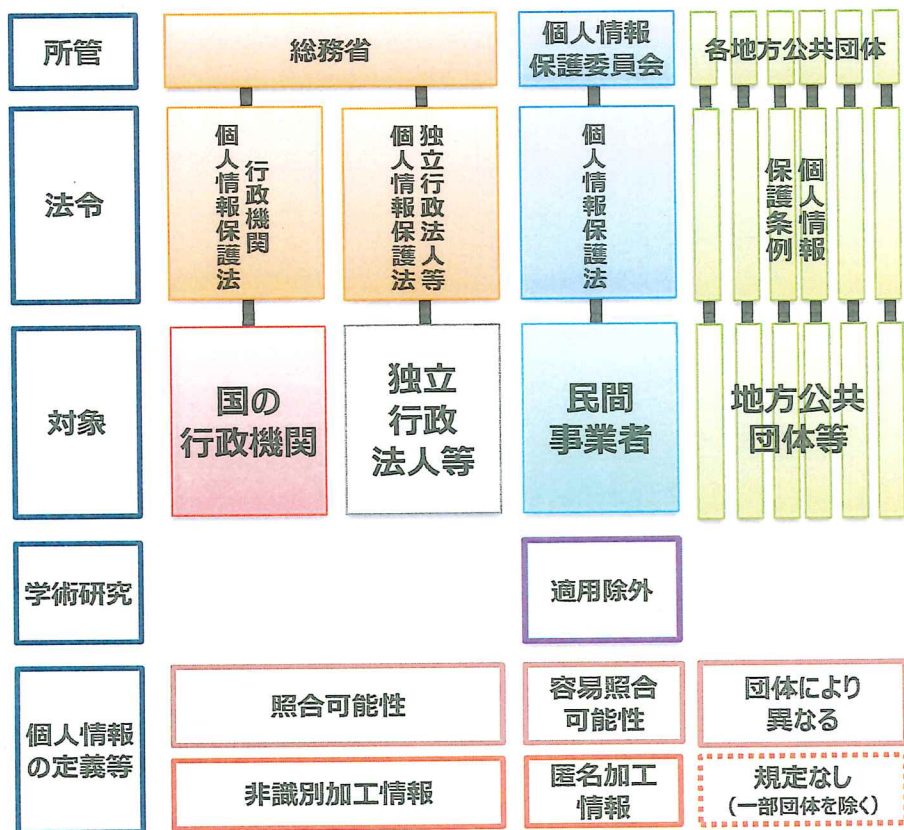 所管
総務省
個人情報
保護委員会
各地方公共団体
法令
行政機関
個人情報保護法
独立行政法人等
個人情報保護法
個人情報保護法
個人情報
保護条例
対象
国の
行政機関
独立
行政
法人等
民間
事業者
地方公共
団体等
学術研究
適用除外
個人情報
の定義等
照合可能性
容易照合
可能性
団体により
異なる
非識別加工情報
匿名加工
情報
規定なし
(一部団体を除く)